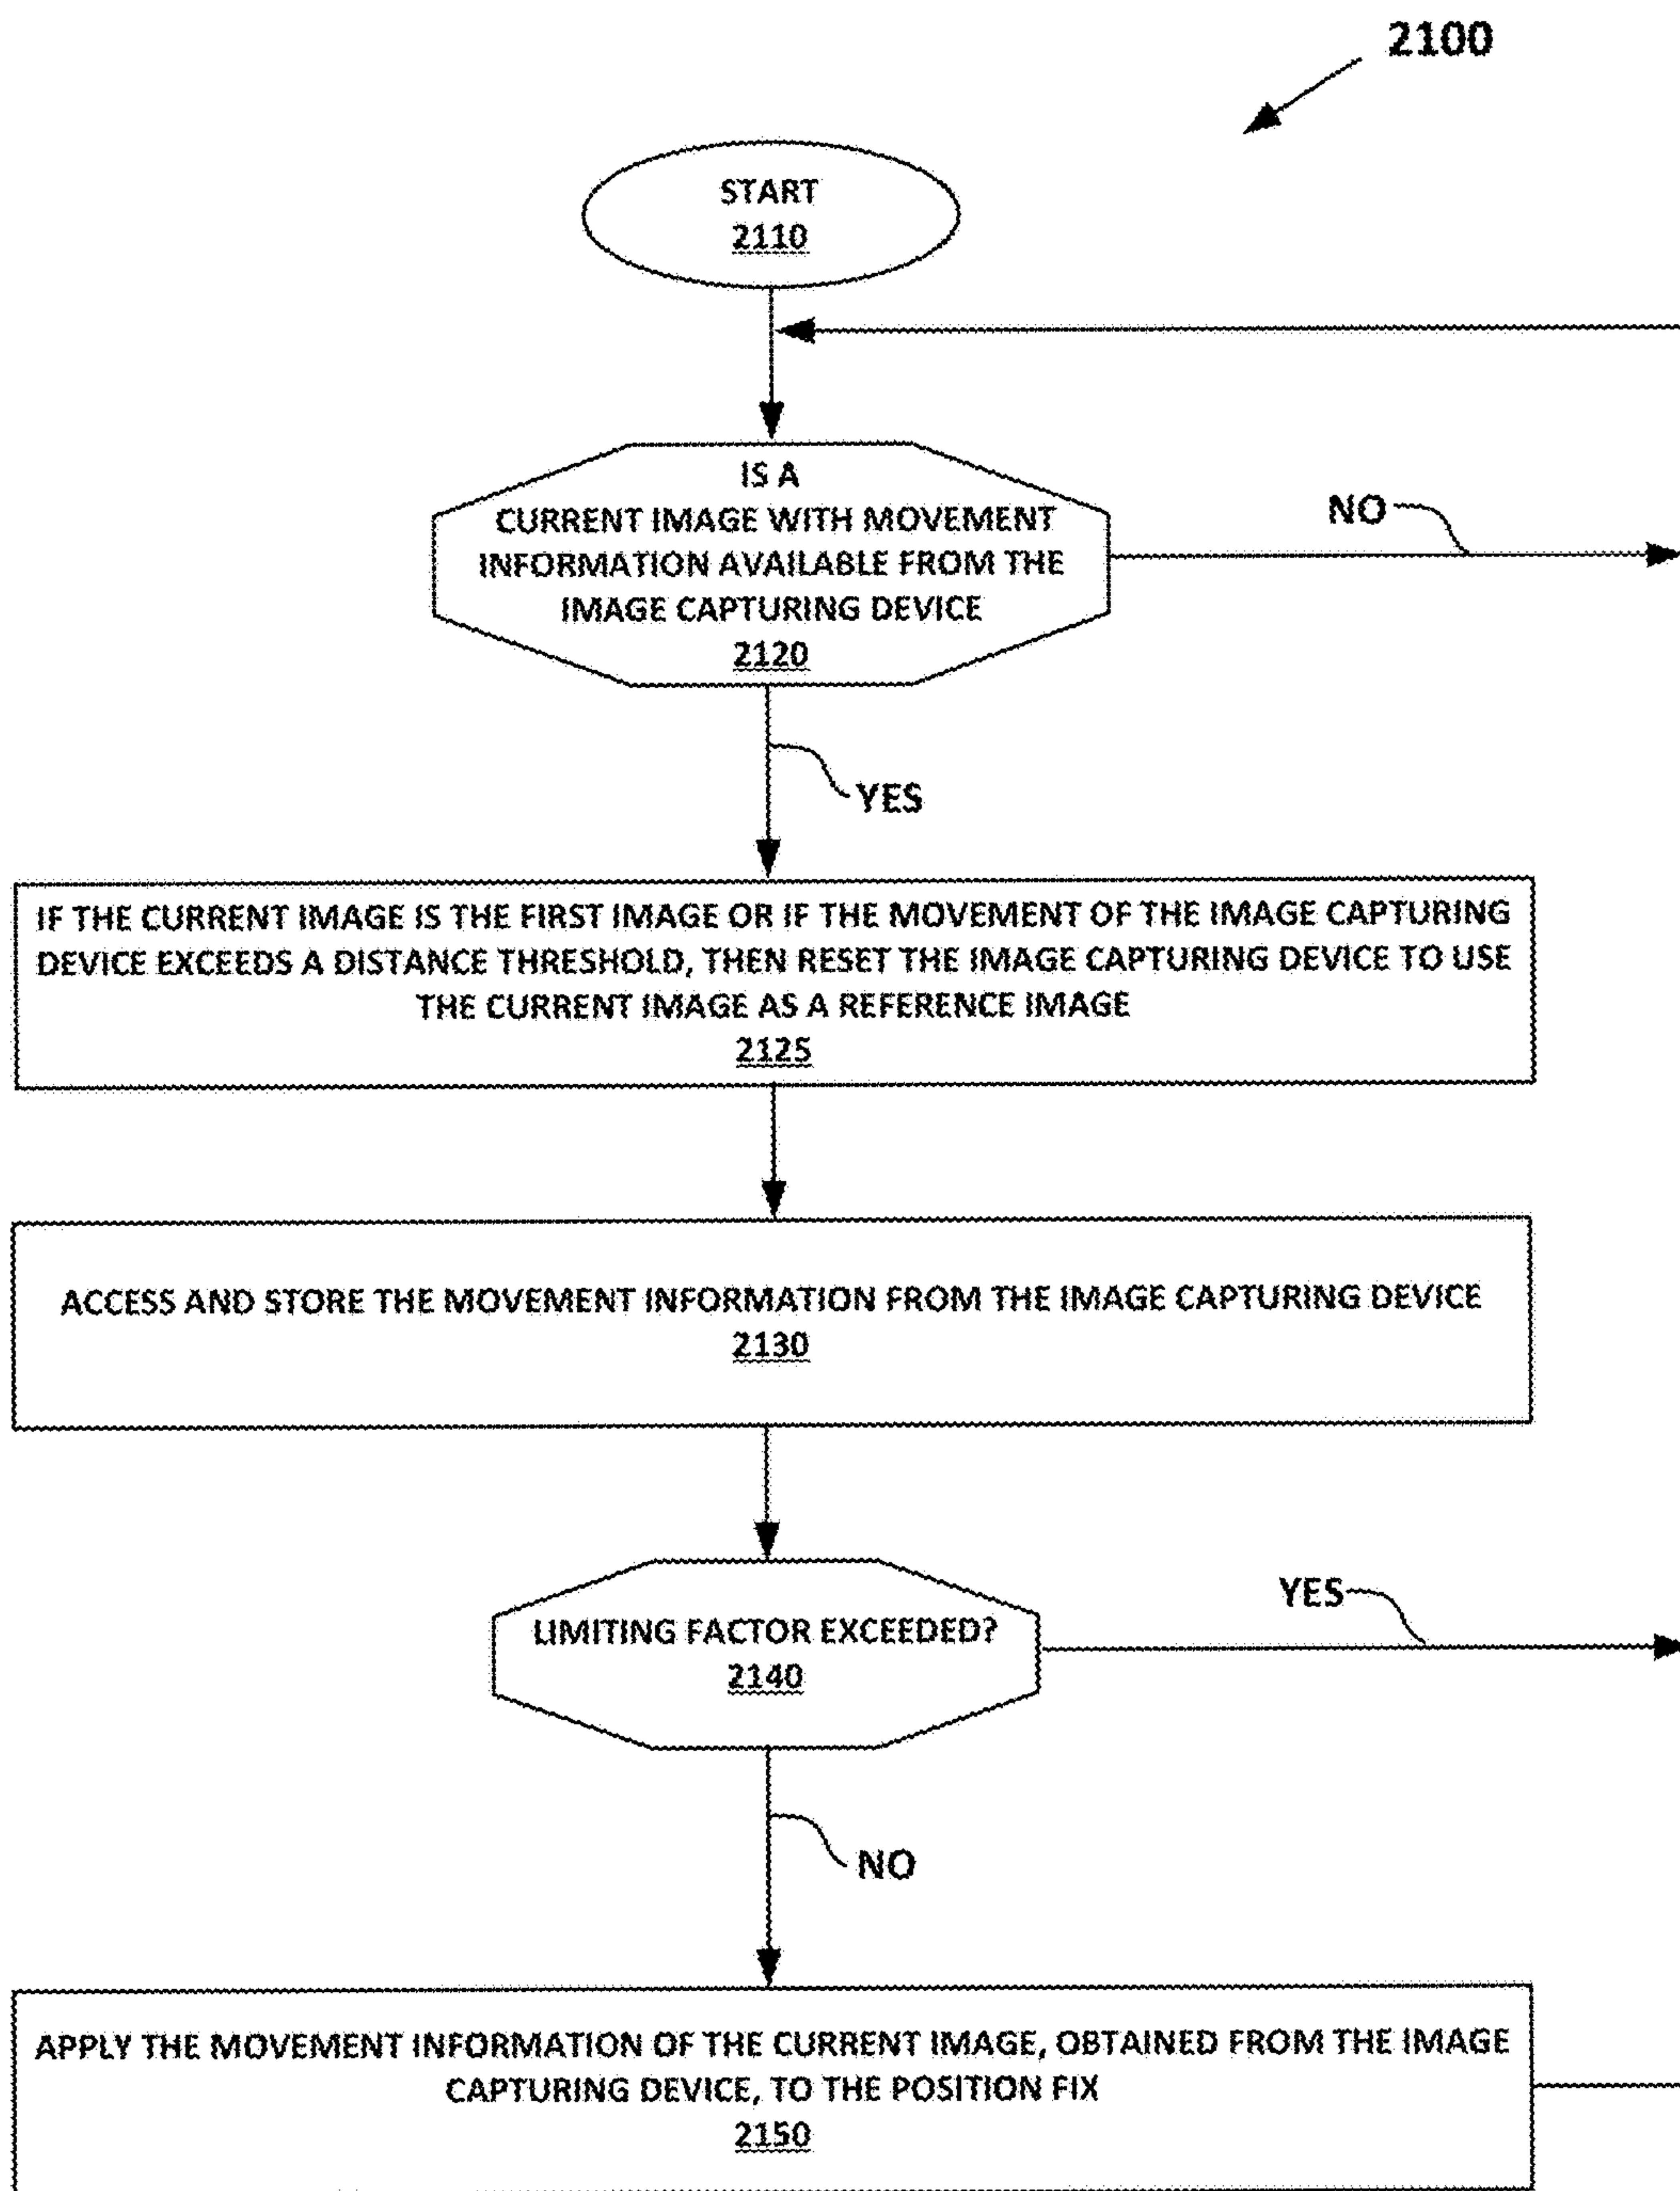 2100
START
2110
IS A
CURRENT IMAGE WITH MOVEMENT
INFORMATION AVAILABLE FROM THE
IMAGE CAPTURING DEVICE
2120
NO
YES
IF THE CURRENT IMAGE IS THE FIRST IMAGE OR IF THE MOVEMENT OF THE IMAGE CAPTURING
DEVICE EXCEEDS A DISTANCE THRESHOLD, THEN RESET THE IMAGE CAPTURING DEVICE TO USE
THE CURRENT IMAGE AS A REFERENCE IMAGE
2125
ACCESS AND STORE THE MOVEMENT INFORMATION FROM THE IMAGE CAPTURING DEVICE
2130
LIMITING FACTOR EXCEEDED?
2140
YES
NO
APPLY THE MOVEMENT INFORMATION OF THE CURRENT IMAGE, OBTAINED FROM THE IMAGE
CAPTURING DEVICE, TO THE POSITION FIX
2150